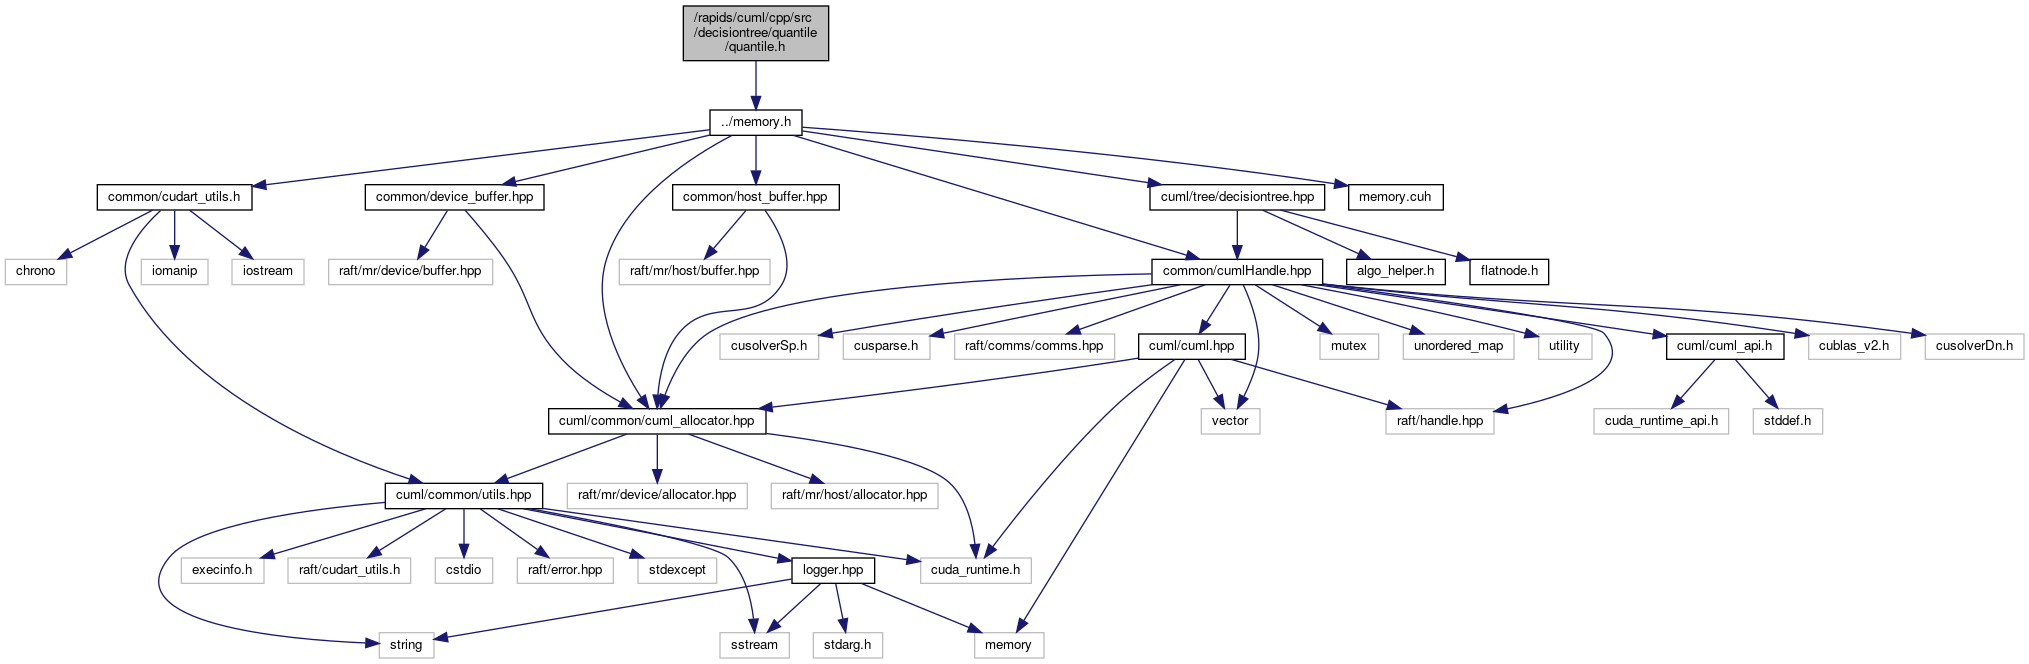 /rapids/cuml/cpp/src
/decisiontree/quantile
/quantile.h
../memory.h
common/cudart_utils.h
common/device_buffer.hpp
common/host_buffer.hpp
cuml/tree/decisiontree.hpp
memory.cuh
chrono
iomanip
iostream
raft/mr/device/buffer.hpp
raft/mr/host/buffer.hpp
common/cumlHandle.hpp
algo_helper.h
flatnode.h
cusolverSp.h
cusparse.h
raft/comms/comms.hpp
cuml/cuml.hpp
mutex
unordered_map
utility
cuml/cuml_api.h
cublas_v2.h
cusolverDn.h
cuml/common/cuml_allocator.hpp
vector
raft/handle.hpp
cuda_runtime_api.h
stddef.h
cuml/common/utils.hpp
raft/mr/device/allocator.hpp
raft/mr/host/allocator.hpp
execinfo.h
raft/cudart_utils.h
cstdio
raft/error.hpp
stdexcept
logger.hpp
cuda_runtime.h
string
sstream
stdarg.h
memory